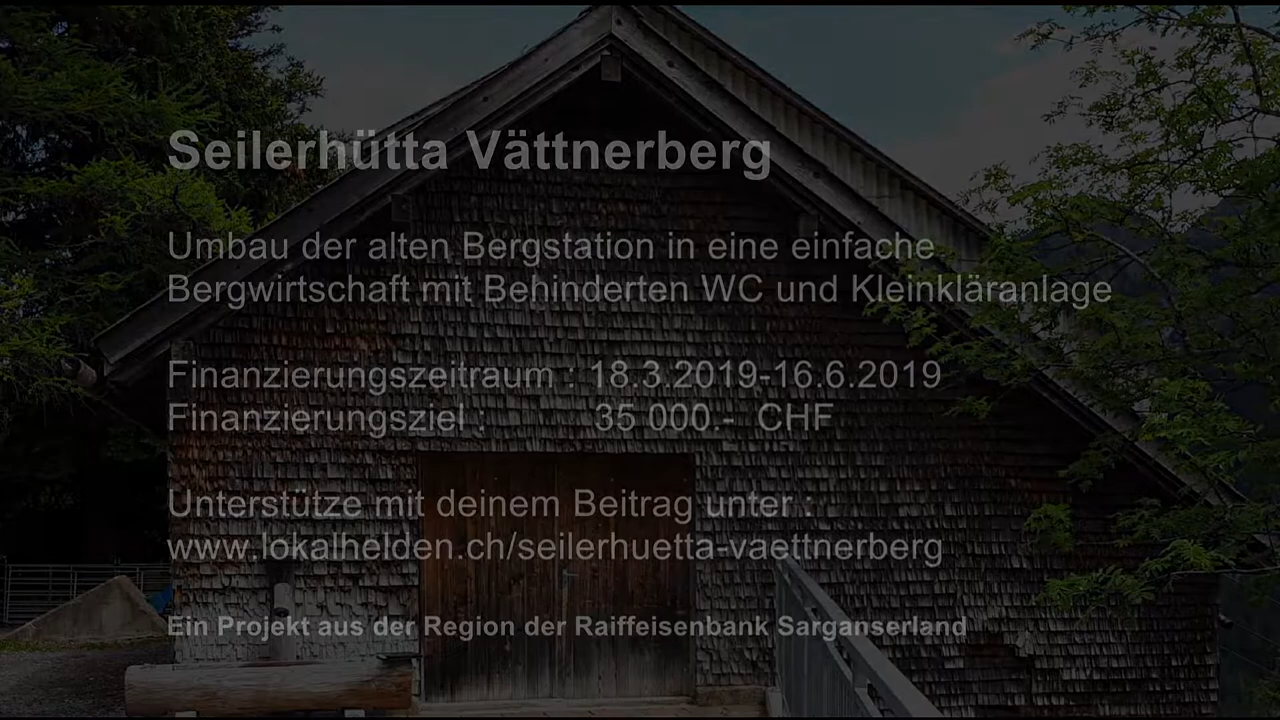 Seilerhütta Vättnerberg
Umbau der alten Bergstation in eine einfache
Bergwirtschaft mit Behinderten WC und Kleinkläranlage
Finanzierungszeitraum : 18.3.2019-16.6.2019
Finanzierungsziel : 35 000.- CHF
Unterstütze mit deinem Beitrag unter :
www.lokalhelden.ch/seilerhuetta-vaettnerberg
Ein Projekt aus der Region der Raiffeisenbank Sarganserland